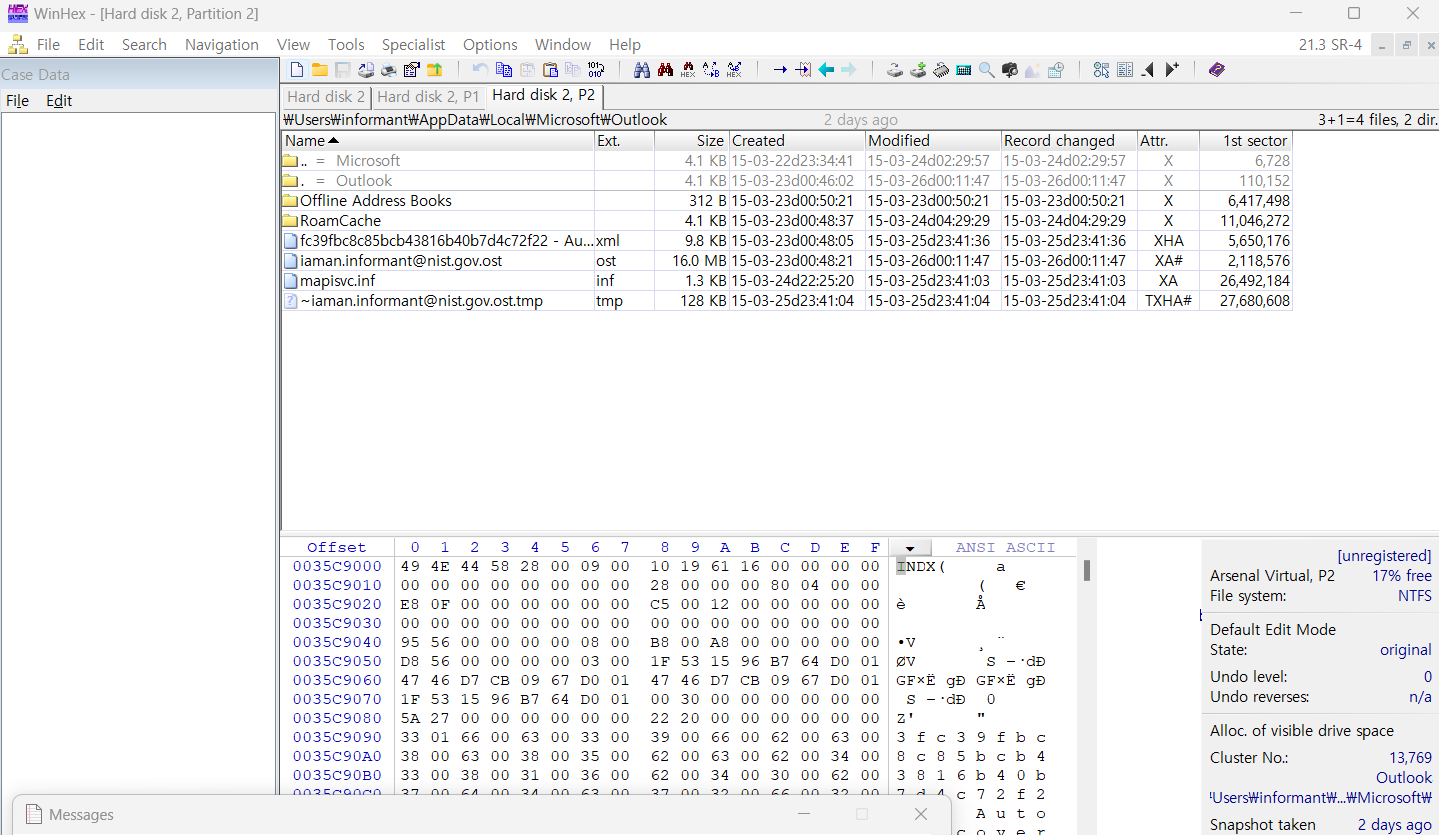 WinHex - [Hard disk 2, Partition 2]
File Edit Search Navigation View Tools Specialist Options Window Help 21.3 SR-4
Case Data
File Edit
Hard disk 2 Hard disk 2, P1 Hard disk 2, P2
₩Users₩informant₩AppData₩Local₩Microsoft₩Outlook 2 days ago 3+1=4 files, 2 dir.
Name Ext. Size Created Modified Record changed Attr. 1st sector
.. = Microsoft 4.1 KB 15-03-22d23:34:41 15-03-24d02:29:57 15-03-24d02:29:57 X 6,728
. = Outlook 4.1 KB 15-03-23d00:46:02 15-03-26d00:11:47 15-03-26d00:11:47 X 110,152
Offline Address Books 312 B 15-03-23d00:50:21 15-03-23d00:50:21 15-03-23d00:50:21 X 6,417,498
RoamCache 4.1 KB 15-03-23d00:48:37 15-03-24d04:29:29 15-03-24d04:29:29 X 11,046,272
fc39fbc8c85bcb43816b40b7d4c72f22 - Au... xml 9.8 KB 15-03-23d00:48:05 15-03-25d23:41:36 15-03-25d23:41:36 XHA 5,650,176
iaman.informant@nist.gov.ost ost 16.0 MB 15-03-23d00:48:21 15-03-26d00:11:47 15-03-26d00:11:47 XA# 2,118,576
mapisvc.inf inf 1.3 KB 15-03-24d22:25:20 15-03-25d23:41:03 15-03-25d23:41:03 XA 26,492,184
~iaman.informant@nist.gov.ost.tmp tmp 128 KB 15-03-25d23:41:04 15-03-25d23:41:04 15-03-25d23:41:04 TXHA# 27,680,608
Offset 0 1 2 3 4 5 6 7 8 9 A B C D E F ANSI ASCII
0035C9000 49 4E 44 58 28 00 09 00 10 19 61 16 00 00 00 00 INDX( a
0035C9010 00 00 00 00 00 00 00 00 28 00 00 00 80 04 00 00 ( €
0035C9020 E8 0F 00 00 00 00 00 00 C5 00 12 00 00 00 00 00 è Å
0035C9030 00 00 00 00 00 00 00 00 00 00 00 00 00 00 00 00
0035C9040 95 56 00 00 00 00 08 00 B8 00 A8 00 00 00 00 00 •V ¸ ¨
0035C9050 D8 56 00 00 00 00 03 00 1F 53 15 96 B7 64 D0 01 ØV S –·dÐ
0035C9060 47 46 D7 CB 09 67 D0 01 47 46 D7 CB 09 67 D0 01 GF×Ë gÐ GF×Ë gÐ
0035C9070 1F 53 15 96 B7 64 D0 01 00 30 00 00 00 00 00 00 S –·dÐ 0
0035C9080 5A 27 00 00 00 00 00 00 22 20 00 00 00 00 00 00 Z' "
0035C9090 33 01 66 00 63 00 33 00 39 00 66 00 62 00 63 00 3 f c 3 9 f b c
0035C90A0 38 00 63 00 38 00 35 00 62 00 63 00 62 00 34 00 8 c 8 5 b c b 4
0035C90B0 33 00 38 00 31 00 36 00 62 00 34 00 30 00 62 00 3 8 1 6 b 4 0 b
0035C90C0 37 00 64 00 34 00 63 00 37 00 32 00 66 00 32 00 7 d 4 c 7 2 f 2
A u t o
c o v e r
[unregistered]
Arsenal Virtual, P2 17% free
File system: NTFS
Default Edit Mode
State: original
Undo level: 0
Undo reverses: n/a
Alloc. of visible drive space
Cluster No.: 13,769
Outlook
Users₩informant₩...₩Microsoft₩
Snapshot taken 2 days ago
Messages